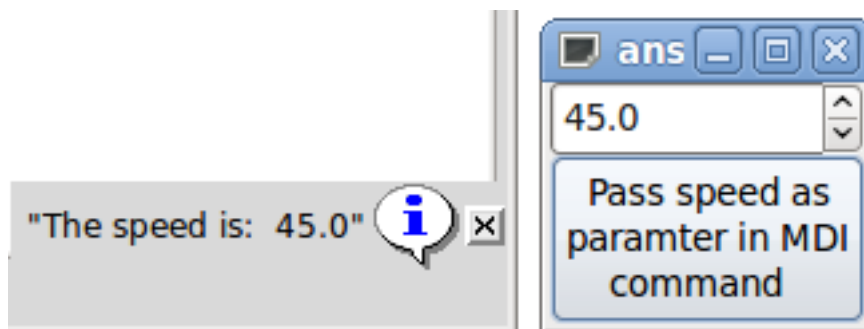 "The speed is:  45.0"
ans
45.0
Pass speed as
paramter in MDI
command